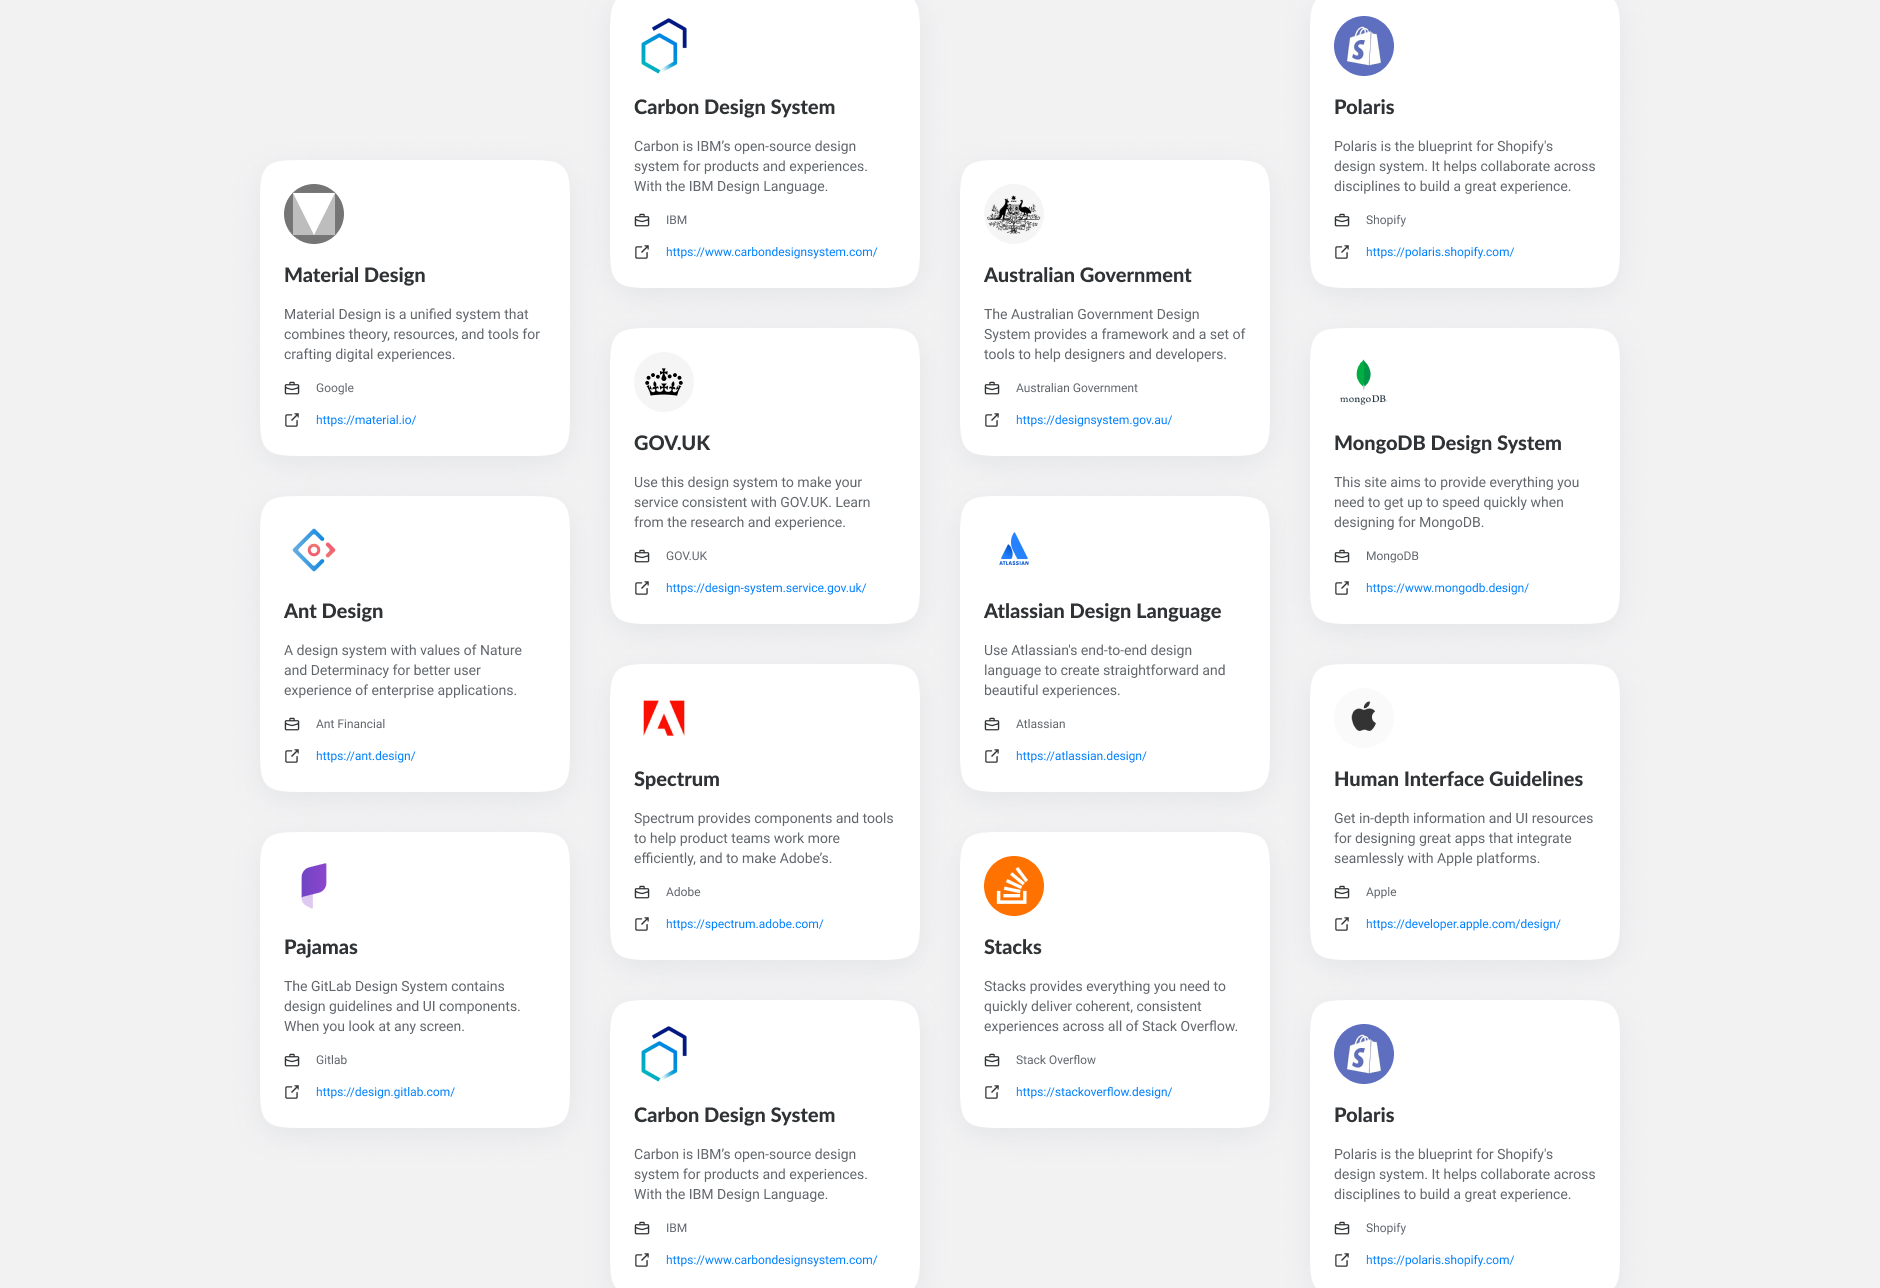 Material Design
Material Design is a unified system that
combines theory, resources, and tools for
crafting digital experiences.
Google
https://material.io/
Ant Design
A design system with values of Nature
and Determinacy for better user
experience of enterprise applications.
Ant Financial
https://ant.design/
Pajamas
The GitLab Design System contains
design guidelines and UI components.
When you look at any screen.
Gitlab
https://design.gitlab.com/
Carbon Design System
Carbon is IBM’s open-source design
system for products and experiences.
With the IBM Design Language.
IBM
https://www.carbondesignsystem.com/
GOV.UK
Use this design system to make your
service consistent with GOV.UK. Learn
from the research and experience.
GOV.UK
https://design-system.service.gov.uk/
Spectrum
Spectrum provides components and tools
to help product teams work more
efficiently, and to make Adobe’s.
Adobe
https://spectrum.adobe.com/
Carbon Design System
Carbon is IBM’s open-source design
system for products and experiences.
With the IBM Design Language.
IBM
https://www.carbondesignsystem.com/
Australian Government
The Australian Government Design
System provides a framework and a set of
tools to help designers and developers.
Australian Government
https://designsystem.gov.au/
ATLASSIAN
Atlassian Design Language
Use Atlassian's end-to-end design
language to create straightforward and
beautiful experiences.
Atlassian
https://atlassian.design/
Stacks
Stacks provides everything you need to
quickly deliver coherent, consistent
experiences across all of Stack Overflow.
Stack Overflow
https://stackoverflow.design/
S
Polaris
Polaris is the blueprint for Shopify's
design system. It helps collaborate across
disciplines to build a great experience.
Shopify
https://polaris.shopify.com/
mongoDB
MongoDB Design System
This site aims to provide everything you
need to get up to speed quickly when
designing for MongoDB.
MongoDB
https://www.mongodb.design/
Human Interface Guidelines
Get in-depth information and UI resources
for designing great apps that integrate
seamlessly with Apple platforms.
Apple
https://developer.apple.com/design/
S
Polaris
Polaris is the blueprint for Shopify's
design system. It helps collaborate across
disciplines to build a great experience.
Shopify
https://polaris.shopify.com/